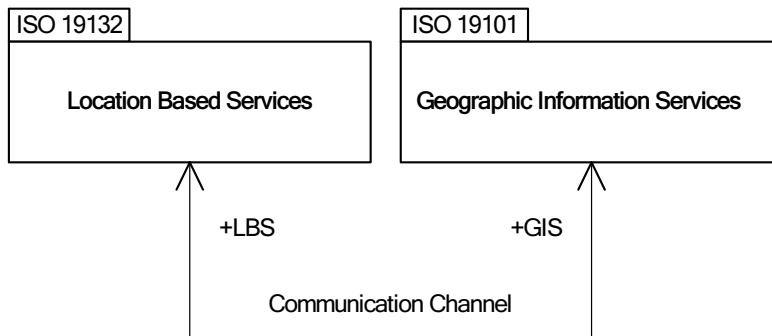 ISO 19132
ISO 19101
Location Based Services
Geographic Information Services
+LBS
+GIS
Communication Channel